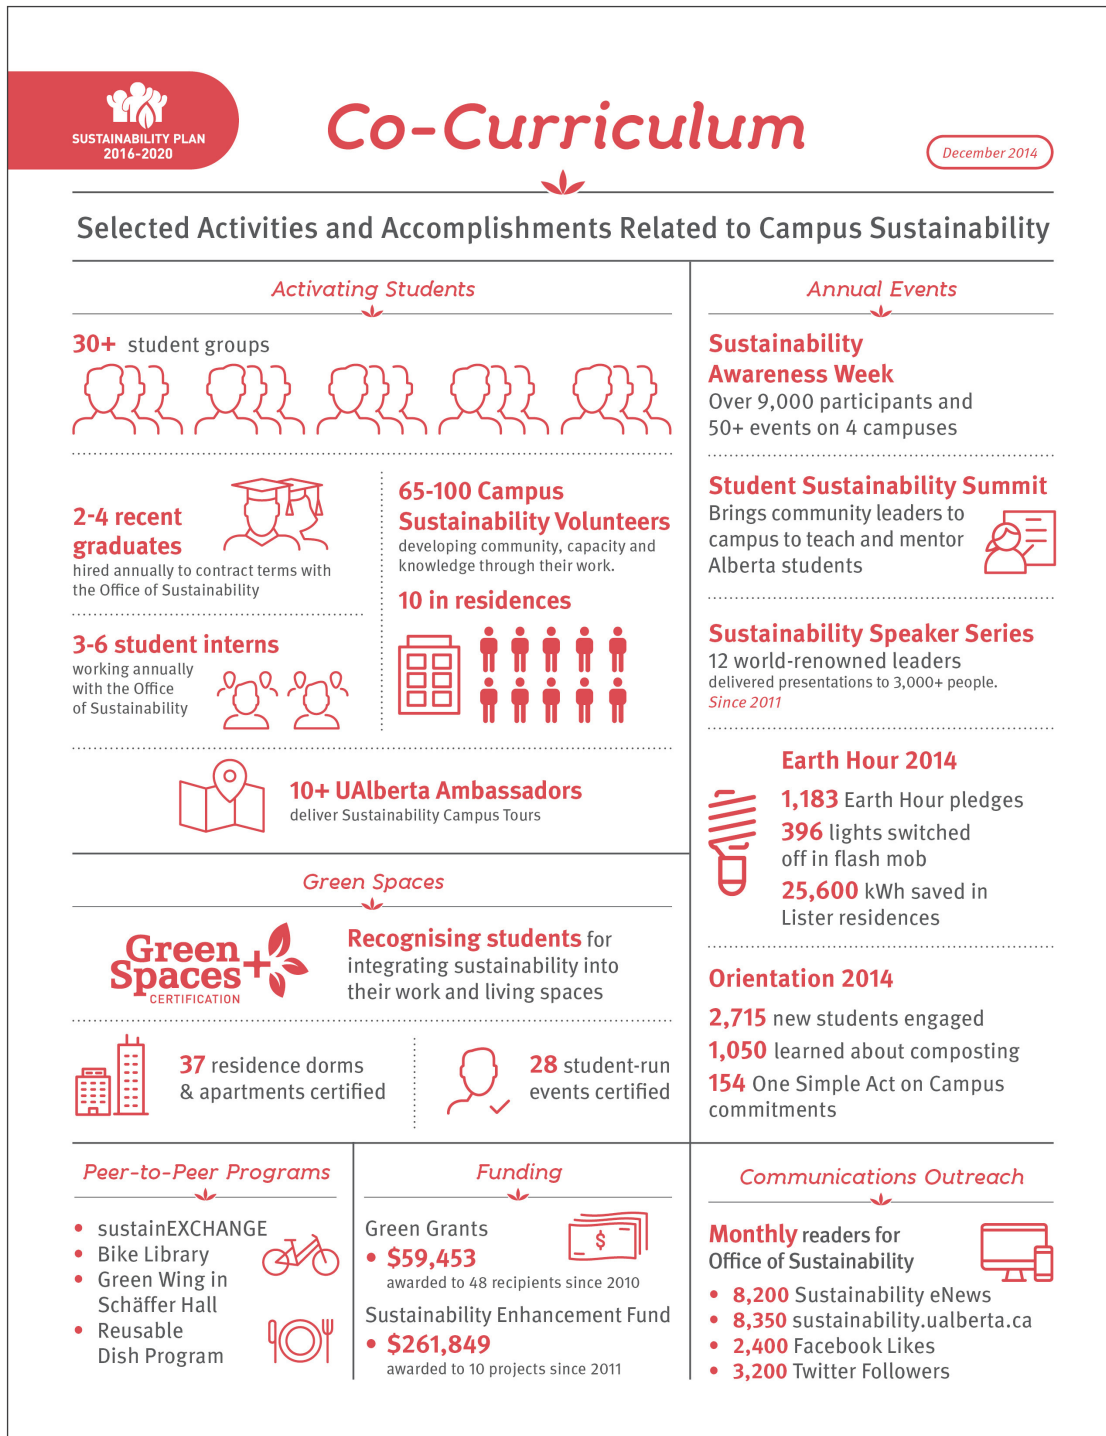 SUSTAINABILITY PLAN
2016-2020
Co-Curriculum
December 2014
Selected Activities and Accomplishments Related to Campus Sustainability
Activating Students
30+ student groups
2-4 recent
graduates
hired annually to contract terms with
the Office of Sustainability
3-6 student interns
working annually
with the Office
of Sustainability
65-100 Campus
Sustainability Volunteers
developing community, capacity and
knowledge through their work.
10 in residences
10+ UAlberta Ambassadors
deliver Sustainability Campus Tours
Green Spaces
Green
Spaces+
CERTIFICATION
Recognising students for
integrating sustainability into
their work and living spaces
37 residence dorms
& apartments certified
28 student-run
events certified
Annual Events
Sustainability
Awareness Week
Over 9,000 participants and
50+ events on 4 campuses
Student Sustainability Summit
Brings community leaders to
campus to teach and mentor
Alberta students
Sustainability Speaker Series
12 world-renowned leaders
delivered presentations to 3,000+ people.
Since 2011
Earth Hour 2014
1,183 Earth Hour pledges
396 lights switched
off in flash mob
25,600 kWh saved in
Lister residences
Orientation 2014
2,715 new students engaged
1,050 learned about composting
154 One Simple Act on Campus
commitments
Peer-to-Peer Programs
• sustainEXCHANGE
• Bike Library
• Green Wing in
Schäffer Hall
• Reusable
Dish Program
Funding
Green Grants
$
• $59,453
awarded to 48 recipients since 2010
Sustainability Enhancement Fund
• $261,849
awarded to 10 projects since 2011
Communications Outreach
Monthly readers for
Office of Sustainability
• 8,200 Sustainability eNews
• 8,350 sustainability.ualberta.ca
• 2,400 Facebook Likes
• 3,200 Twitter Followers